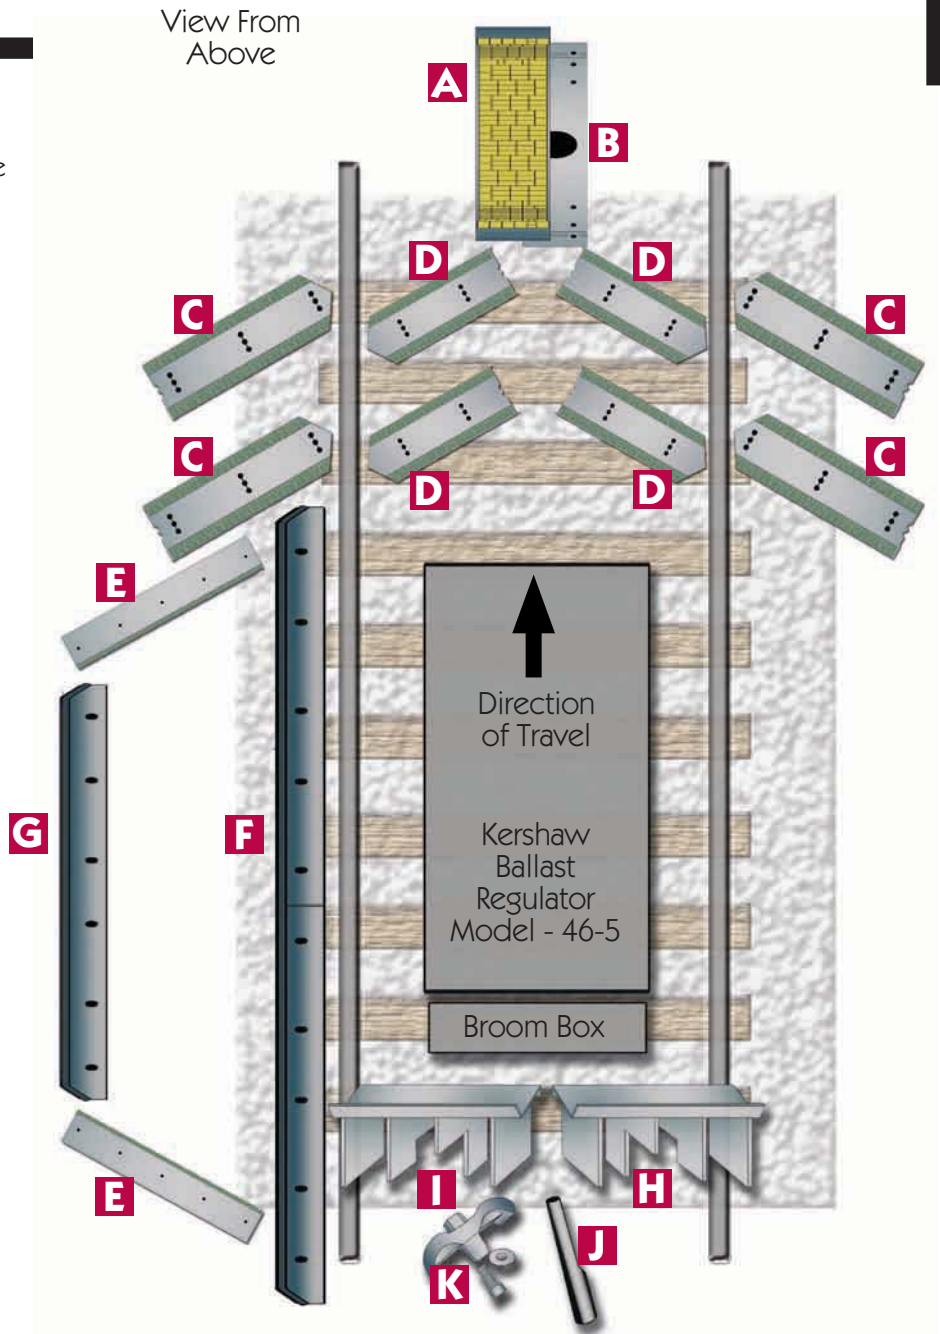 View From
Above
e
A
B
D
D
C
C
C
C
D
D
E
Direction
of Travel
G
F
Kershaw
Ballast
Regulator
Model - 46-5
Broom Box
E
I
H
J
K